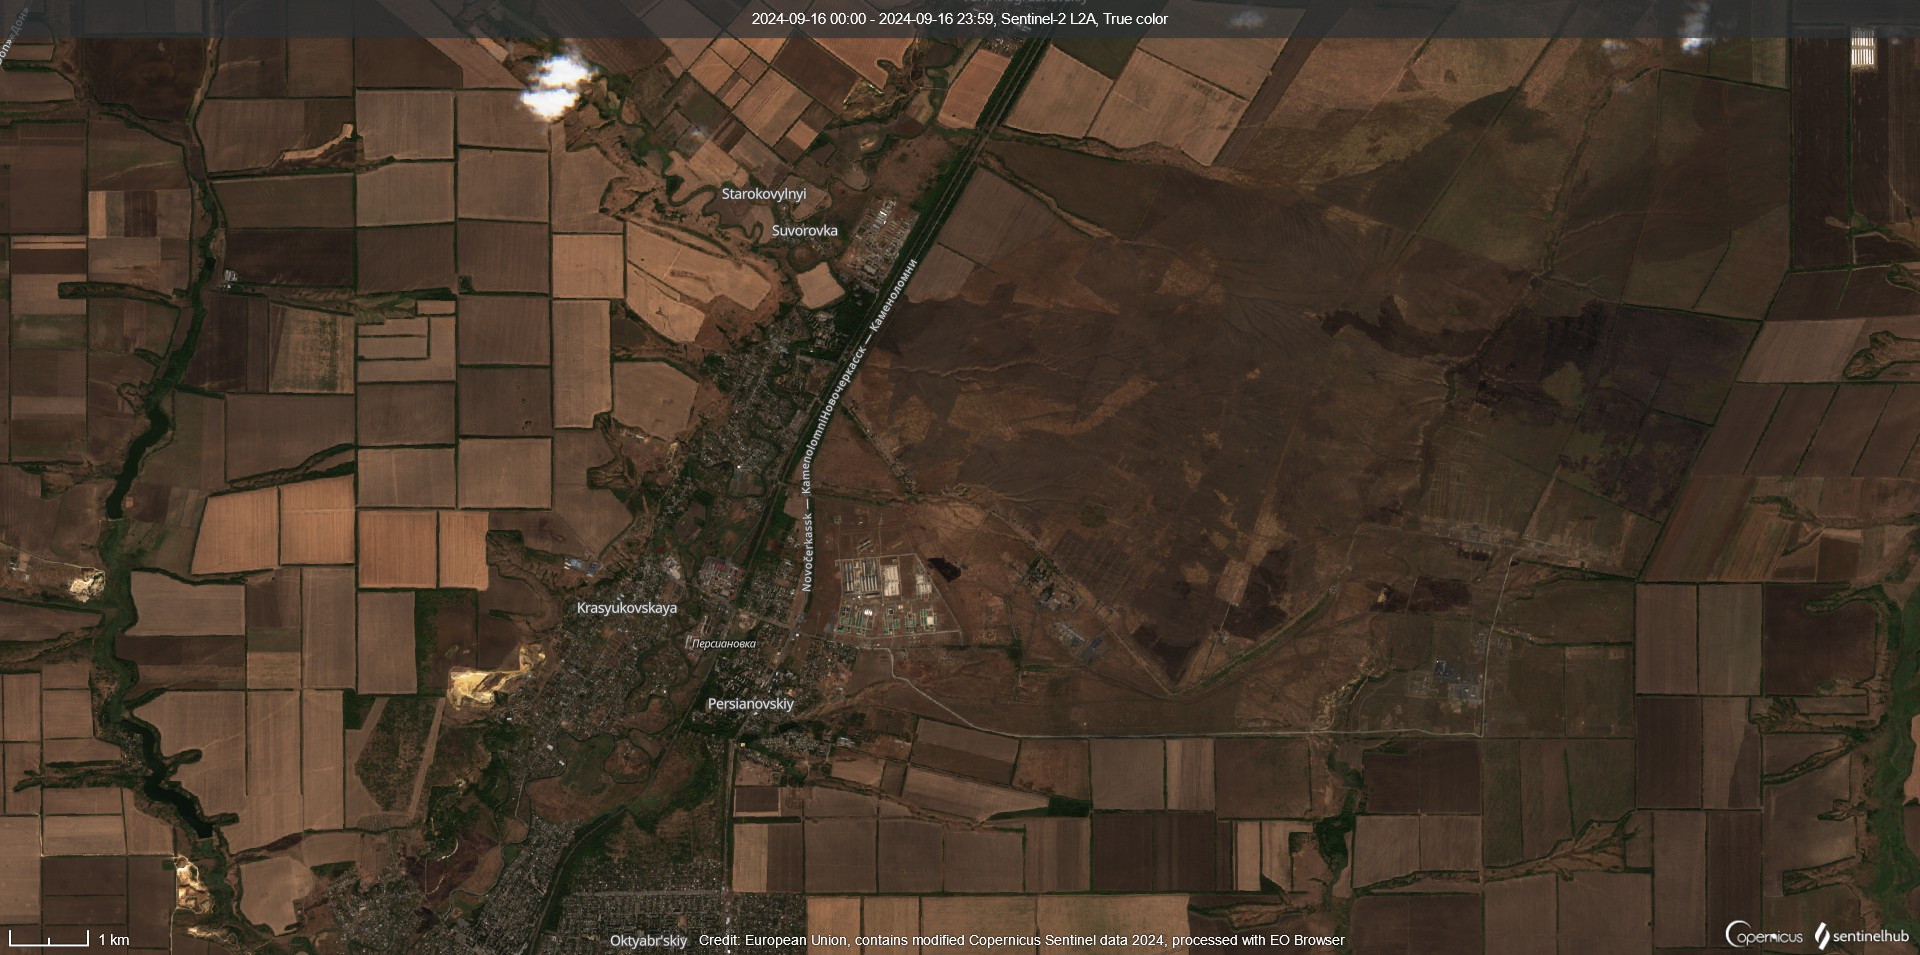 2024-09-16 00:00 - 2024-09-16 23:59, Sentinel-2 L2A, True color
Starokovylnyi
Suvorovka
Novočerkassk — Kamenolomni
Новочеркасск — Каменоломни
Krasyukovskaya
Персиановка
Persianovskiy
Oktyabr'skiy
1 km
Credit: European Union, contains modified Copernicus Sentinel data 2024, processed with EO Browser
Copernicus
sentinelhub